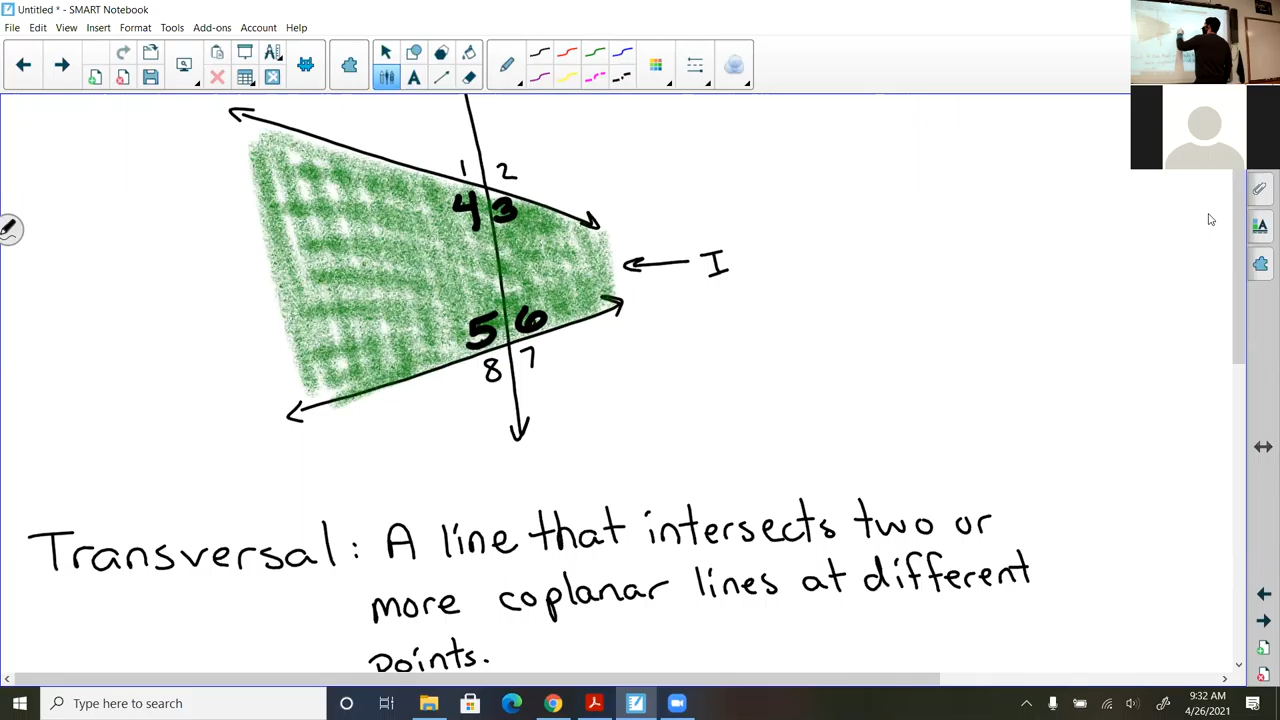 Untitled * - SMART Notebook
File Edit View Insert Format Tools Add-ons Account Help
1 2
4 3
I
5 6
8 7
Transversal: A line that intersects two or
more coplanar lines at different
points.
Type here to search
9:32 AM
4/26/2021